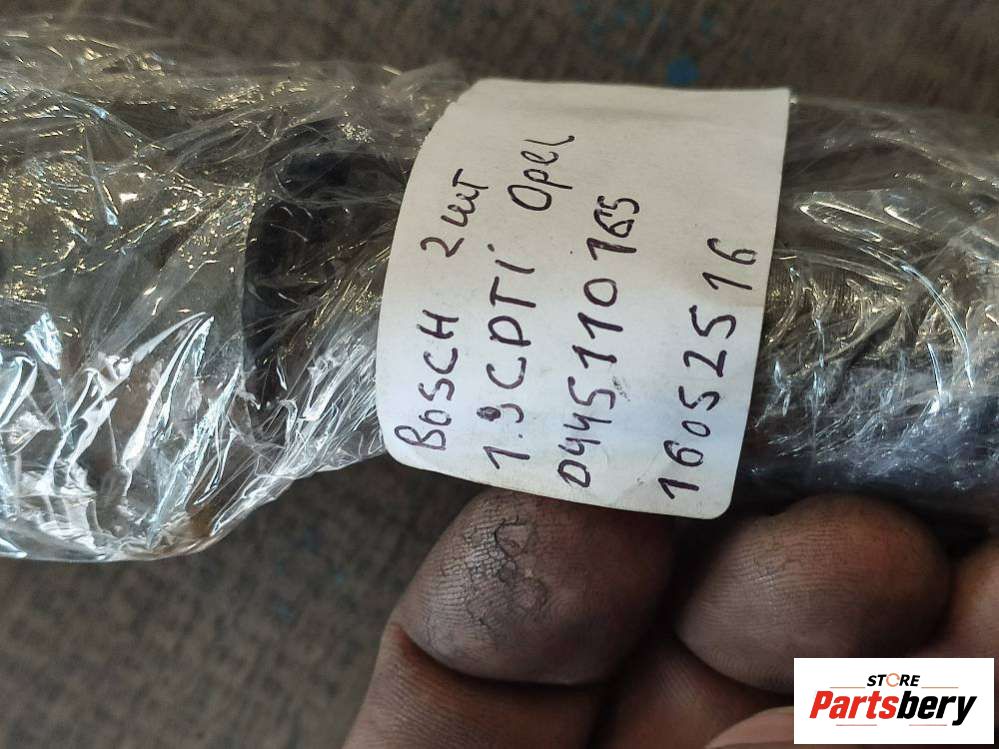 BOSCH 2шт
1.9CDTI Opel
0445110165
16052516
STORE
Partsbery